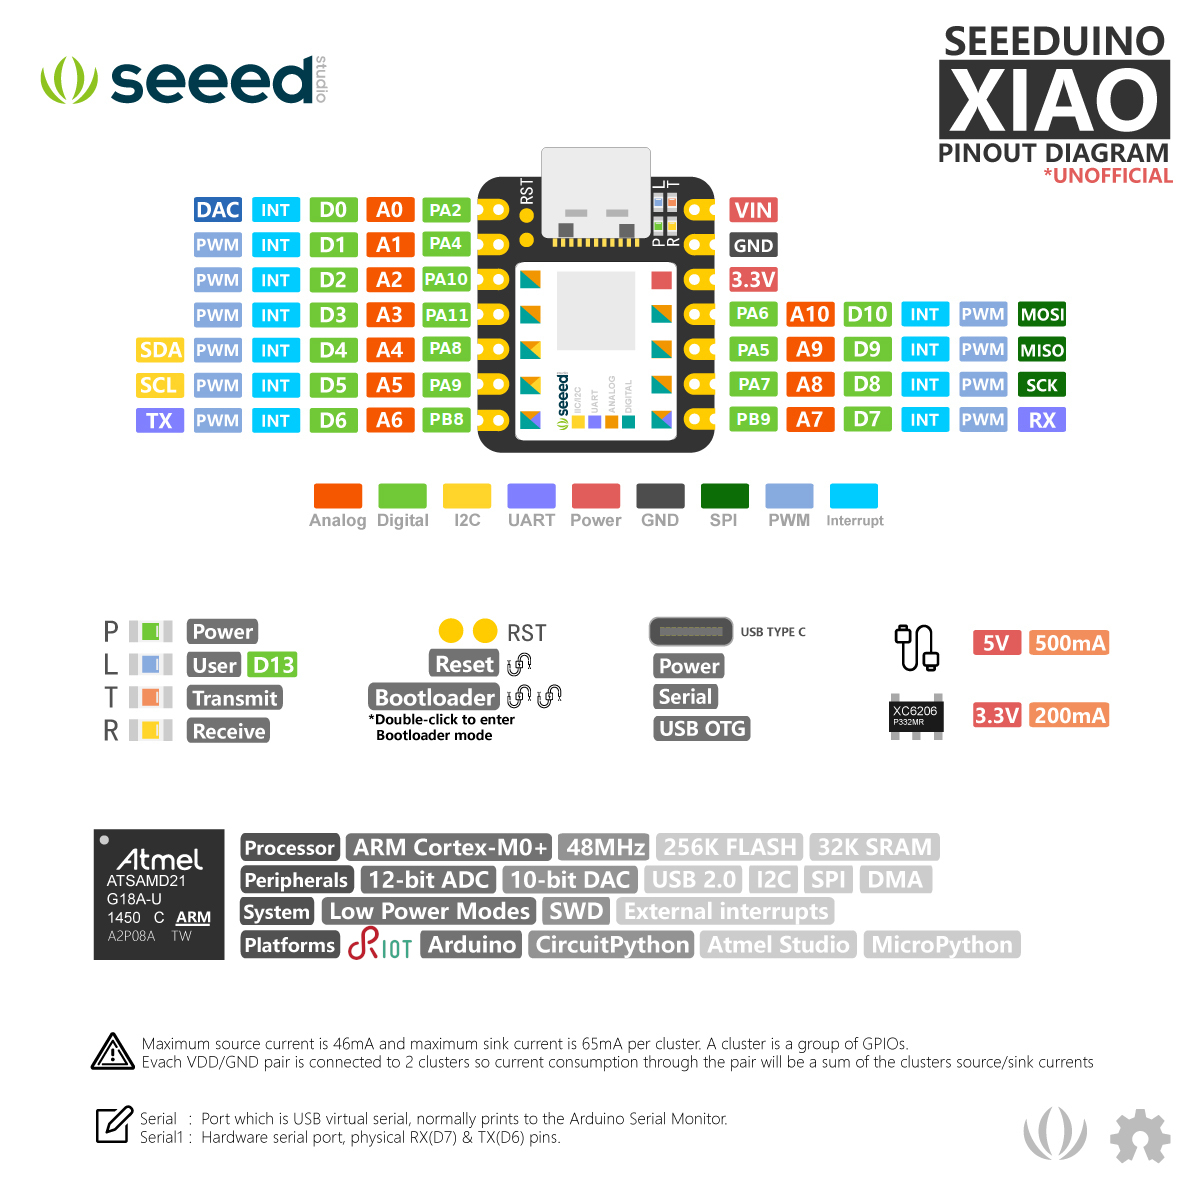 seeed studio
SEEEDUINO
XIAO
PINOUT DIAGRAM
*UNOFFICIAL
RST L T
P R
DAC INT D0 A0 PA2
PWM INT D1 A1 PA4
PWM INT D2 A2 PA10
PWM INT D3 A3 PA11
SDA PWM INT D4 A4 PA8
SCL PWM INT D5 A5 PA9
TX PWM INT D6 A6 PB8
VIN
GND
3.3V
PA6 A10 D10 INT PWM MOSI
PA5 A9 D9 INT PWM MISO
PA7 A8 D8 INT PWM SCK
PB9 A7 D7 INT PWM RX
seeed
UART
ANALOG
DIGITAL
Analog Digital I2C UART Power GND SPI PWM Interrupt
P Power
L User D13
T Transmit
R Receive
RST
Reset
Bootloader
*Double-click to enter
Bootloader mode
USB TYPE C
Power
Serial
USB OTG
5V 500mA
XC6206
P332MR
3.3V 200mA
Atmel
ATSAMD21
G18A-U
1450 C ARM
A2P08A TW
Processor ARM Cortex-M0+ 48MHz 256K FLASH 32K SRAM
Peripherals 12-bit ADC 10-bit DAC USB 2.0 I2C SPI DMA
System Low Power Modes SWD External interrupts
Platforms RIOT Arduino CircuitPython Atmel Studio MicroPython
Maximum source current is 46mA and maximum sink current is 65mA per cluster. A cluster is a group of GPIOs.
Evach VDD/GND pair is connected to 2 clusters so current consumption through the pair will be a sum of the clusters source/sink currents
Serial : Port which is USB virtual serial, normally prints to the Arduino Serial Monitor.
Serial1 : Hardware serial port, physical RX(D7) & TX(D6) pins.